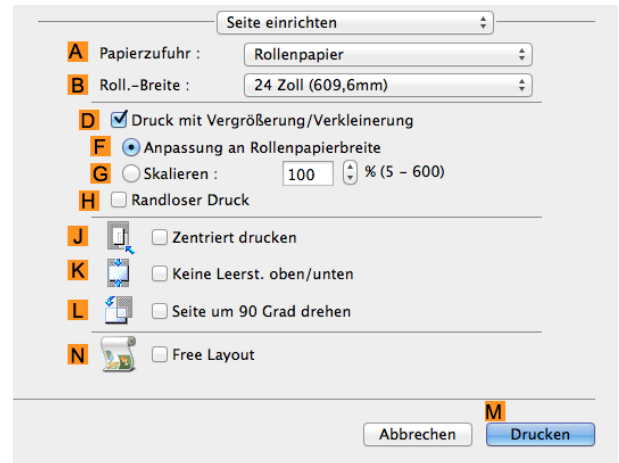 Seite einrichten
A Papierzufuhr : Rollenpapier
B Roll.-Breite : 24 Zoll (609,6mm)
D Druck mit Vergrößerung/Verkleinerung
F Anpassung an Rollenpapierbreite
G Skalieren : 100 % (5 - 600)
H Randloser Druck
J Zentriert drucken
K Keine Leerst. oben/unten
L Seite um 90 Grad drehen
N Free Layout
M
Abbrechen Drucken